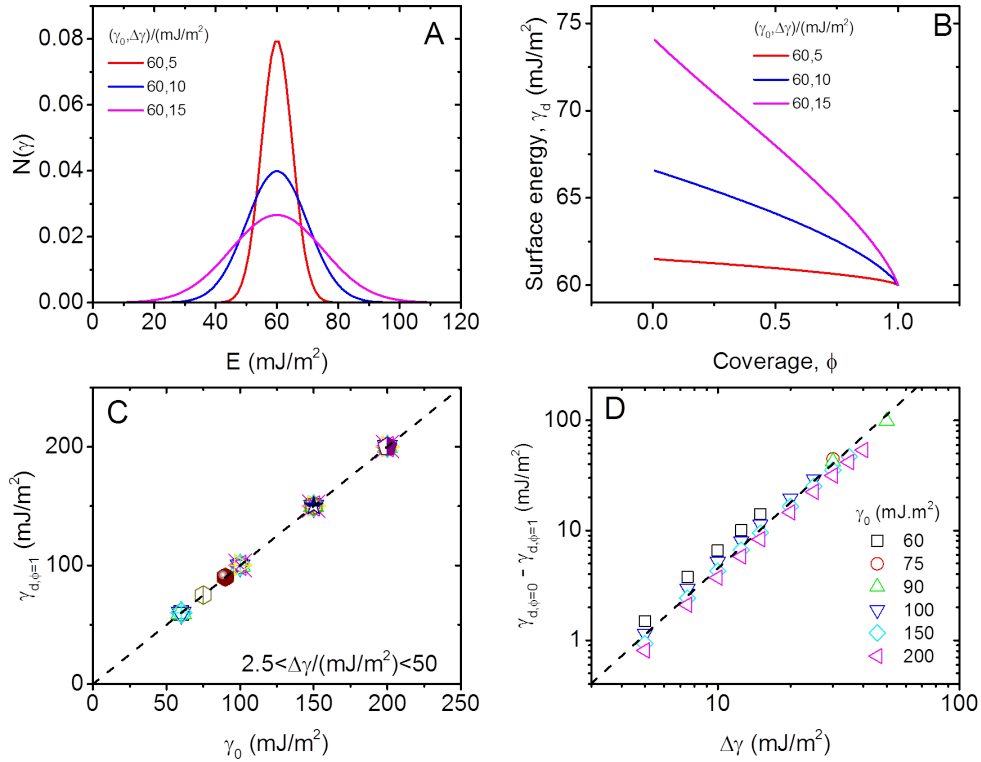 A
(γ0,Δγ)/(mJ/m²)
60,5
60,10
60,15
N(γ)
0.08
0.06
0.04
0.02
0.00
0 20 40 60 80 100 120
E (mJ/m²)
B
(γ0,Δγ)/(mJ/m²)
60,5
60,10
60,15
Surface energy, γd (mJ/m²)
75
70
65
60
0.0 0.5 1.0
Coverage, ϕ
C
γd,ϕ=1 (mJ/m²)
200
100
0
0 50 100 150 200 250
2.5<Δγ/(mJ/m²)<50
γ0 (mJ/m²)
D
γd,ϕ=0 - γd,ϕ=1 (mJ/m²)
100
10
1
10 100
γ0 (mJ.m²)
60
75
90
100
150
200
Δγ (mJ/m²)